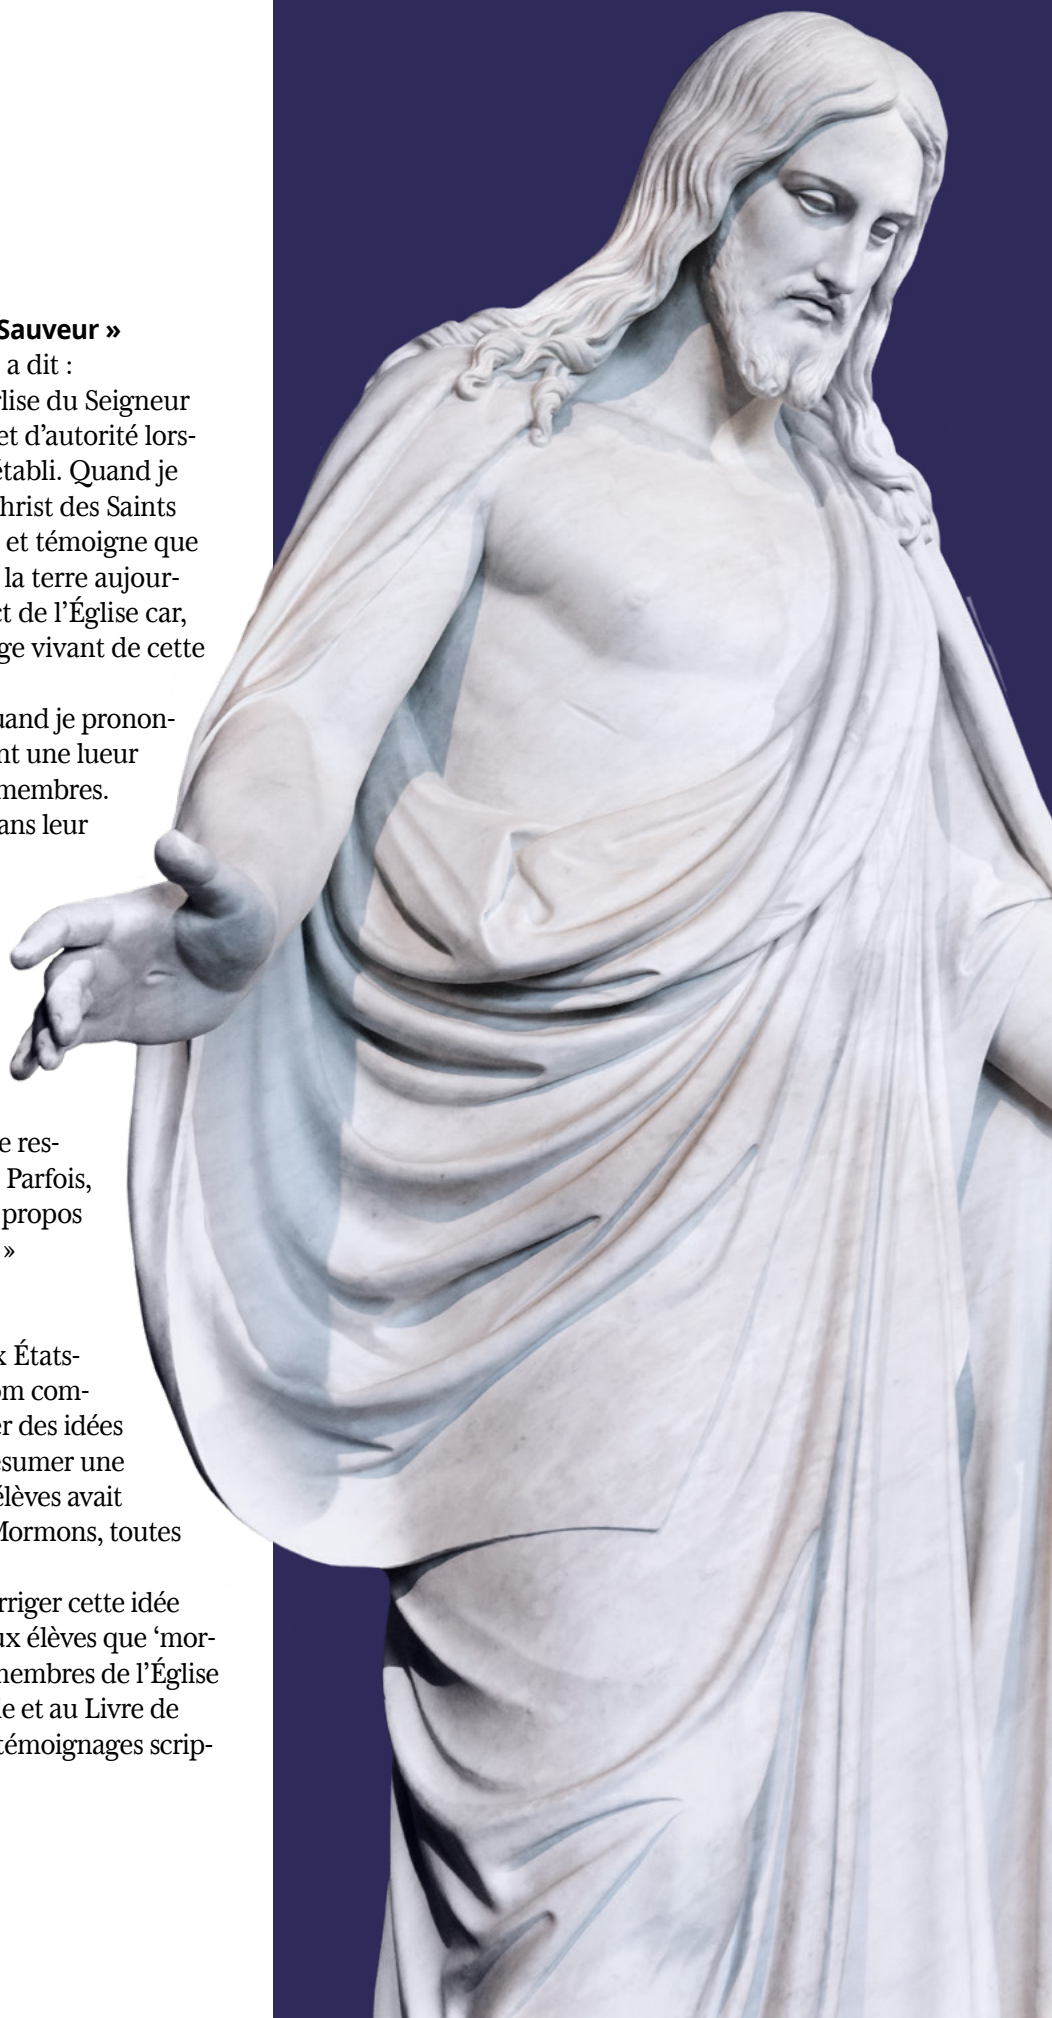 Sauveur »
a dit :
lise du Seigneur
et d’autorité lors-
établi. Quand je
hrist des Saints
et témoigne que
la terre aujour-
ct de l’Église car,
ge vivant de cette
uand je pronon-
nt une lueur
membres.
ans leur
e res-
Parfois,
propos
»
x États-
om com-
er des idées
ésumer une
élèves avait
Mormons, toutes
rriger cette idée
ux élèves que ‘mor-
membres de l’Église
le et au Livre de
témoignages scrip-